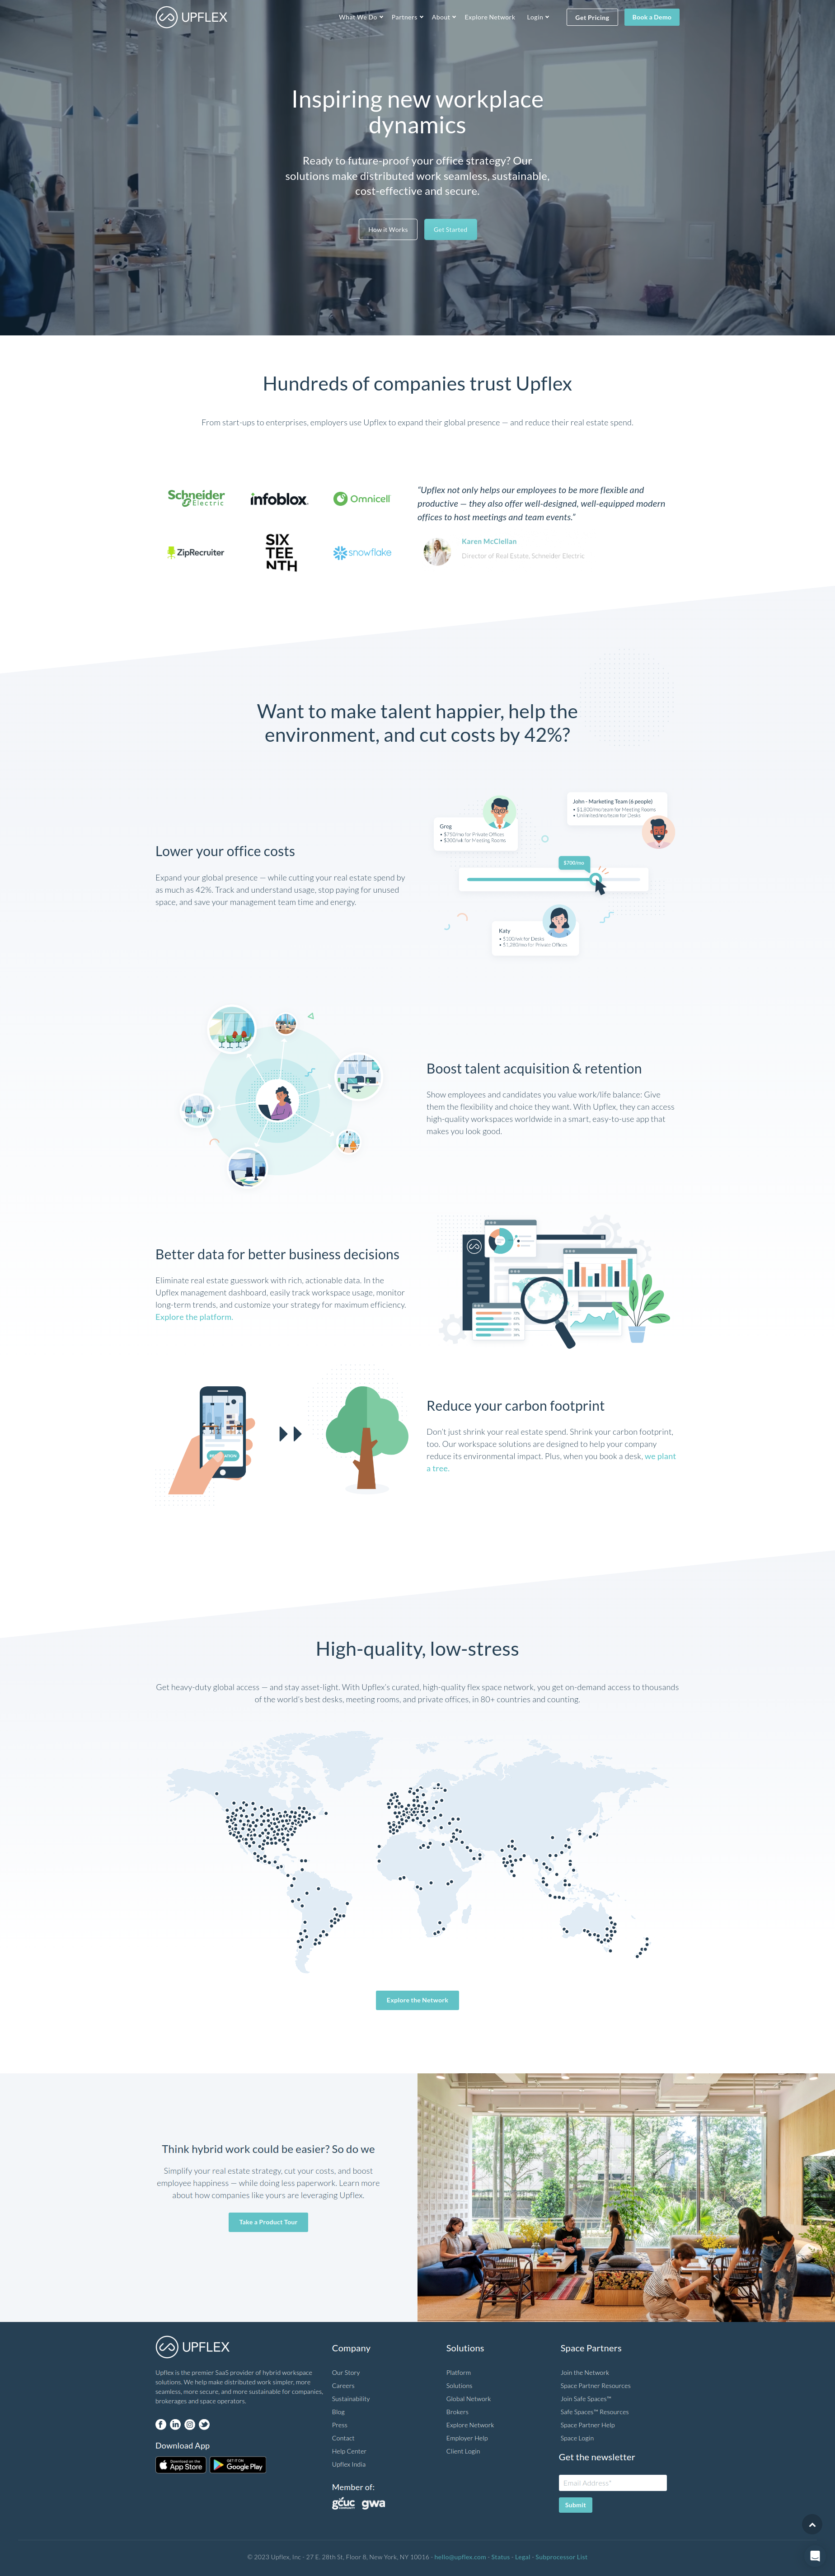 UPFLEX
What We Do
Partners
About
Explore Network
Login
Get Pricing
Book a Demo
Inspiring new workplace
dynamics
Ready to future-proof your office strategy? Our
solutions make distributed work seamless, sustainable,
cost-effective and secure.
How it Works
Get Started
Hundreds of companies trust Upflex
From start-ups to enterprises, employers use Upflex to expand their global presence — and reduce their real estate spend.
Schneider
Electric
infoblox.
Omnicell
ZipRecruiter
SIX
TEE
NTH
snowflake
“Upflex not only helps our employees to be more flexible and
productive — they also offer well-designed, well-equipped modern
offices to host meetings and team events.”
Karen McClellan
Director of Real Estate, Schneider Electric
Want to make talent happier, help the
environment, and cut costs by 42%?
Lower your office costs
Expand your global presence — while cutting your real estate spend by
as much as 42%. Track and understand usage, stop paying for unused
space, and save your management team time and energy.
Greg
• $750/mo for Private Offices
• $300/wk for Meeting Rooms
John - Marketing Team (6 people)
• $1,800/mo/team for Meeting Rooms
• Unlimited/mo/team for Desks
$700/mo
Katy
• $100/wk for Desks
• $1,280/mo for Private Offices
Boost talent acquisition & retention
Show employees and candidates you value work/life balance: Give
them the flexibility and choice they want. With Upflex, they can access
high-quality workspaces worldwide in a smart, easy-to-use app that
makes you look good.
Better data for better business decisions
Eliminate real estate guesswork with rich, actionable data. In the
Upflex management dashboard, easily track workspace usage, monitor
long-term trends, and customize your strategy for maximum efficiency.
Explore the platform.
Reduce your carbon footprint
Don’t just shrink your real estate spend. Shrink your carbon footprint,
too. Our workspace solutions are designed to help your company
reduce its environmental impact. Plus, when you book a desk, we plant
a tree.
High-quality, low-stress
Get heavy-duty global access — and stay asset-light. With Upflex’s curated, high-quality flex space network, you get on-demand access to thousands
of the world’s best desks, meeting rooms, and private offices, in 80+ countries and counting.
Explore the Network
Think hybrid work could be easier? So do we
Simplify your real estate strategy, cut your costs, and boost
employee happiness — while doing less paperwork. Learn more
about how companies like yours are leveraging Upflex.
Take a Product Tour
UPFLEX
Upflex is the premier SaaS provider of hybrid workspace
solutions. We help make distributed work simpler, more
seamless, more secure, and more sustainable for companies,
brokerages and space operators.
Download App
Download on the
App Store
GET IT ON
Google Play
Company
Our Story
Careers
Sustainability
Blog
Press
Contact
Help Center
Upflex India
Member of:
gcuc
gwa
Solutions
Platform
Solutions
Global Network
Brokers
Explore Network
Employer Help
Client Login
Space Partners
Join the Network
Space Partner Resources
Join Safe Spaces™
Safe Spaces™ Resources
Space Partner Help
Space Login
Get the newsletter
Email Address*
Submit
© 2023 Upflex, Inc · 27 E. 28th St, Floor 8, New York, NY 10016 · hello@upflex.com · Status · Legal · Subprocessor List